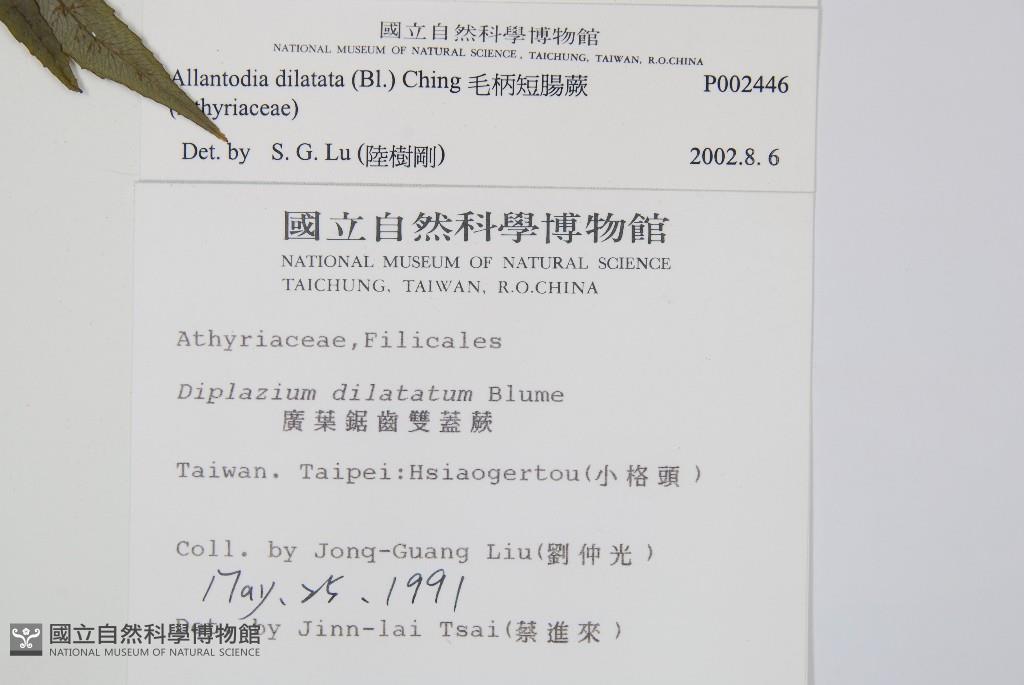 國立自然科學博物館
NATIONAL MUSEUM OF NATURAL SCIENCE, TAICHUNG, TAIWAN, R.O.CHINA
Allantodia dilatata (Bl.) Ching 毛柄短腸蕨 P002446
(Athyriaceae)
Det. by S. G. Lu (陸樹剛) 2002.8.6
國立自然科學博物館
NATIONAL MUSEUM OF NATURAL SCIENCE
TAICHUNG, TAIWAN, R.O.CHINA
Athyriaceae,Filicales
Diplazium dilatatum Blume
廣葉鋸齒雙蓋蕨
Taiwan. Taipei:Hsiaogertou(小格頭)
Coll. by Jonq-Guang Liu(劉仲光)
May. 25. 1991
Det. by Jinn-lai Tsai(蔡進來)
國立自然科學博物館
NATIONAL MUSEUM OF NATURAL SCIENCE